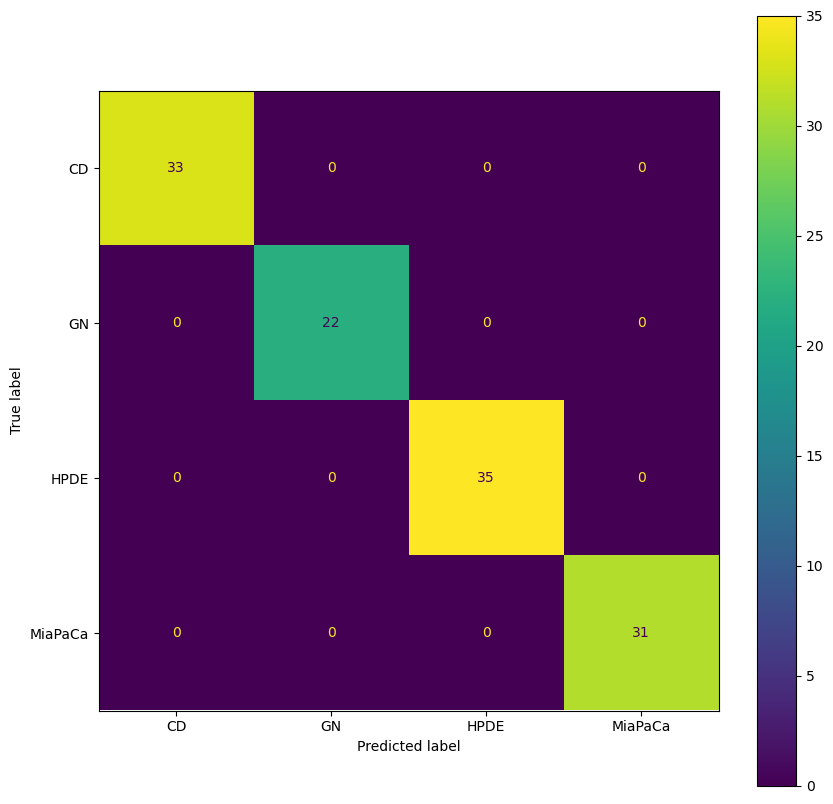 CD 33 0 0 0
GN 0 22 0 0
HPDE 0 0 35 0
MiaPaCa 0 0 0 31
CD GN HPDE MiaPaCa
Predicted label
True label
35
30
25
20
15
10
5
0